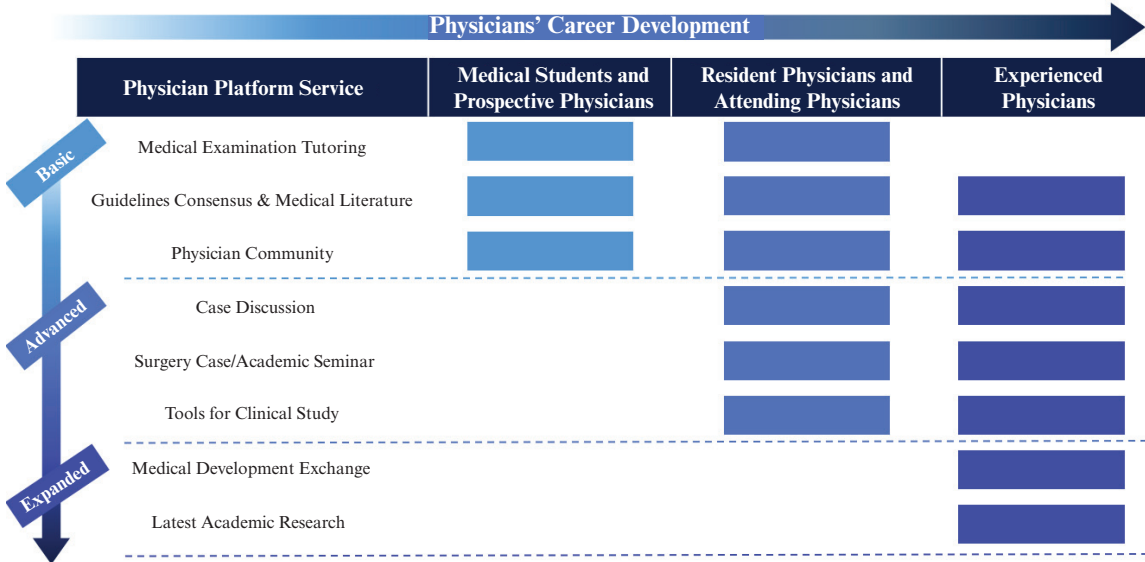 Physicians’ Career Development
Physician Platform Service
Medical Students and
Prospective Physicians
Resident Physicians and
Attending Physicians
Experienced
Physicians
Basic
Medical Examination Tutoring
Guidelines Consensus & Medical Literature
Physician Community
Advanced
Case Discussion
Surgery Case/Academic Seminar
Tools for Clinical Study
Expanded
Medical Development Exchange
Latest Academic Research